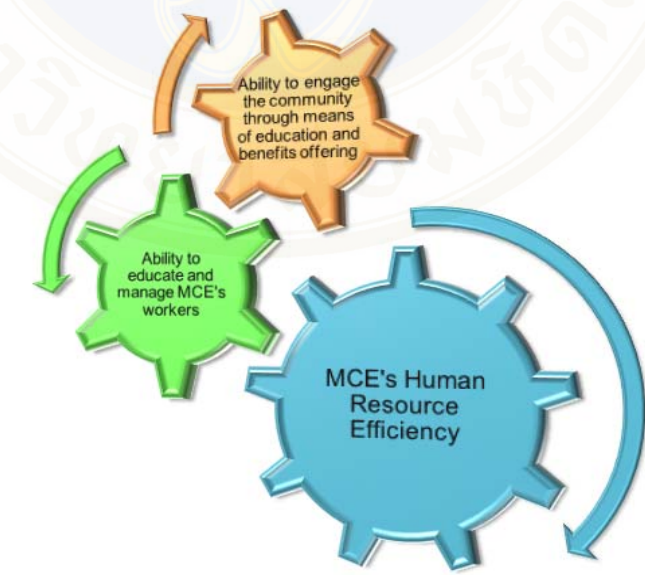 Ability to engage
the community
through means
of education and
benefits offering
Ability to
educate and
manage MCE's
workers
MCE's Human
Resource
Efficiency